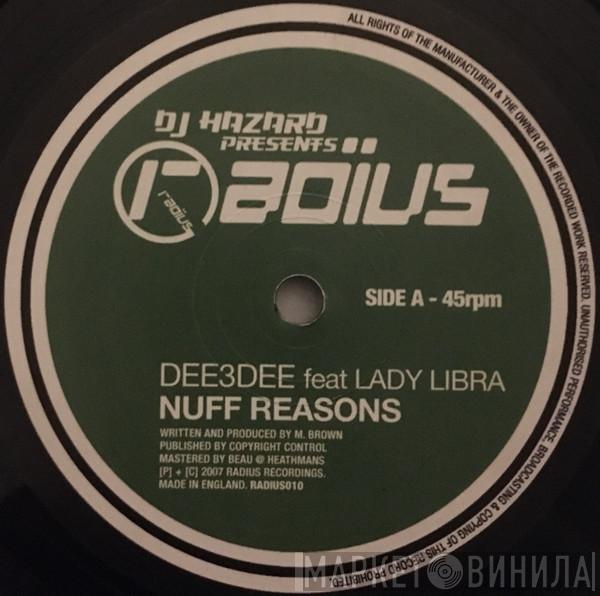 ALL RIGHTS OF THE MANUFACTURER & THE OWNER OF THE RECORDED WORK RESERVED. UNAUTHORISED PERFORMANCE, BROADCASTING & COPYING OF THIS RECORD PROHIBITED.
DJ HAZARD
PRESENTS
radïus
radïus
SIDE A - 45rpm
DEE3DEE feat LADY LIBRA
NUFF REASONS
WRITTEN AND PRODUCED BY M. BROWN
PUBLISHED BY COPYRIGHT CONTROL
MASTERED BY BEAU @ HEATHMANS
[P] + [C] 2007 RADIUS RECORDINGS.
MADE IN ENGLAND. RADIUS010
МАРКЕТ ВИНИЛА